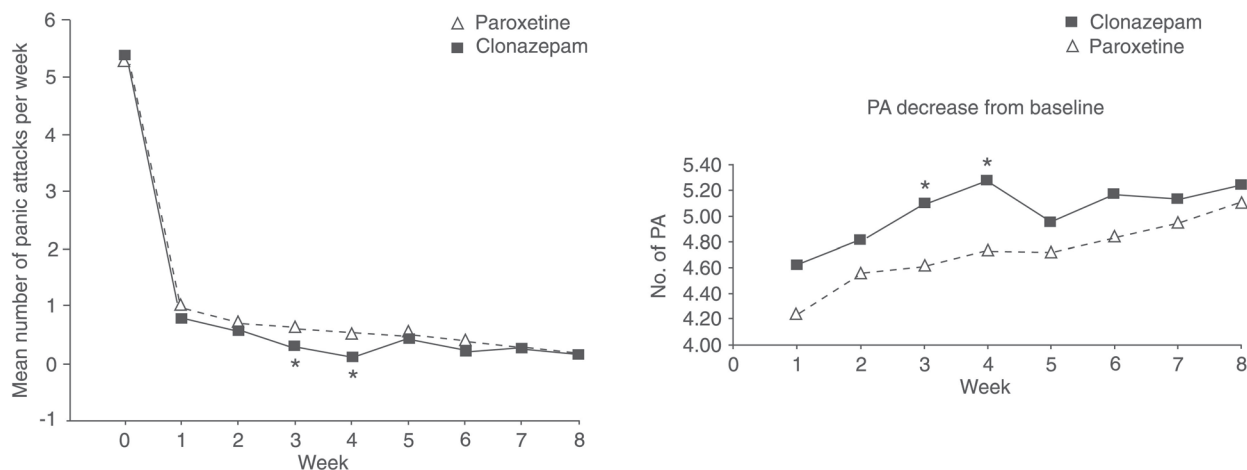 Mean number of panic attacks per week
6
5
4
3
2
1
0
-1
Paroxetine
Clonazepam
*
*
0 1 2 3 4 5 6 7 8
Week
Clonazepam
Paroxetine
PA decrease from baseline
No. of PA
5.40
5.20
5.00
4.80
4.60
4.40
4.20
4.00
*
*
0 1 2 3 4 5 6 7 8
Week